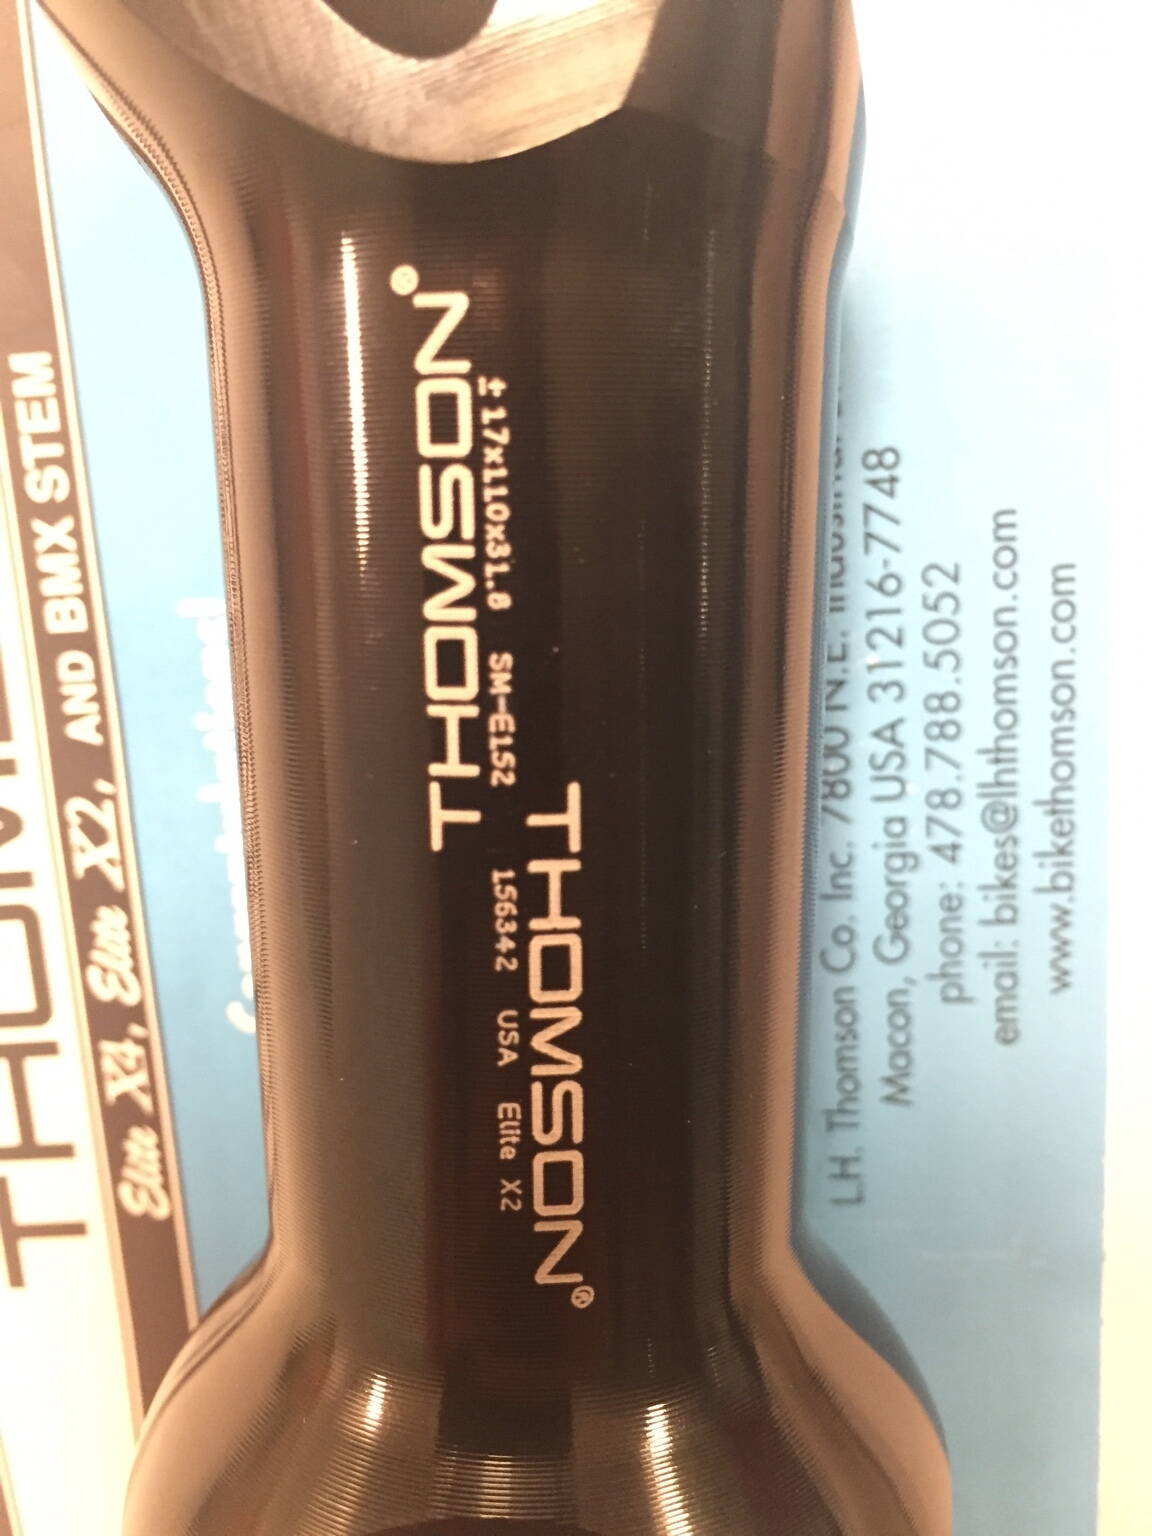 THOMSON®
±17x110x31.8 SM-E152 156342 USA Elite X2
THOMSON®
Elite X4, Elite X2, AND BMX STEM
L.H. Thomson Co. Inc. 7800 N.E.
Macon, Georgia USA 31216-7748
phone: 478.788.5052
email: bikes@lhthomson.com
www.bikethomson.com